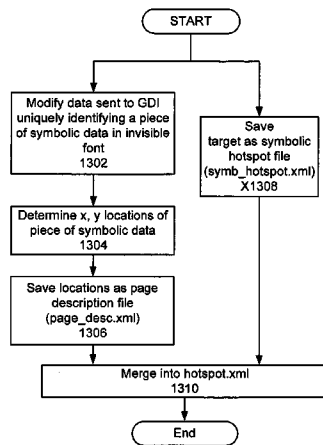 START
Modify data sent to GDI
uniquely identifying a piece
of symbolic data in invisible
font
1302
Save
target as symbolic
hotspot file
(symb_hotspot.xml)
X1308
Determine x, y locations of
piece of symbolic data
1304
Save locations as page
description file
(page_desc.xml)
1306
Merge into hotspot.xml
1310
End